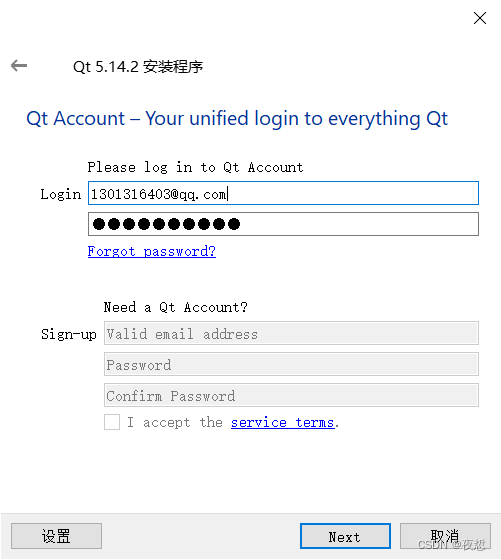 Qt 5.14.2 安装程序
Qt Account – Your unified login to everything Qt
Please log in to Qt Account
Login 1301316403@qq.com
●●●●●●●●●●
Forgot password?
Need a Qt Account?
Sign-up Valid email address
Password
Confirm Password
I accept the service terms.
设置 Next 取消
CSDN @夜悊